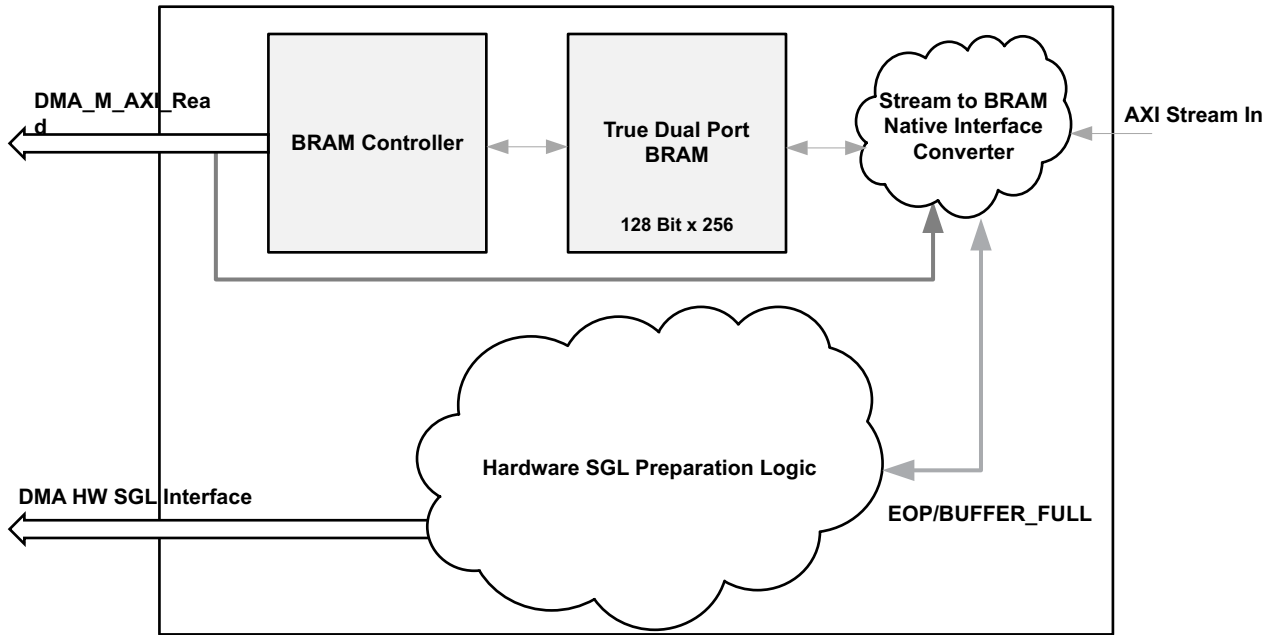 DMA_M_AXI_Rea
d
BRAM Controller
True Dual Port
BRAM
128 Bit x 256
Stream to BRAM
Native Interface
Converter
AXI Stream In
Hardware SGL Preparation Logic
DMA HW SGL Interface
EOP/BUFFER_FULL